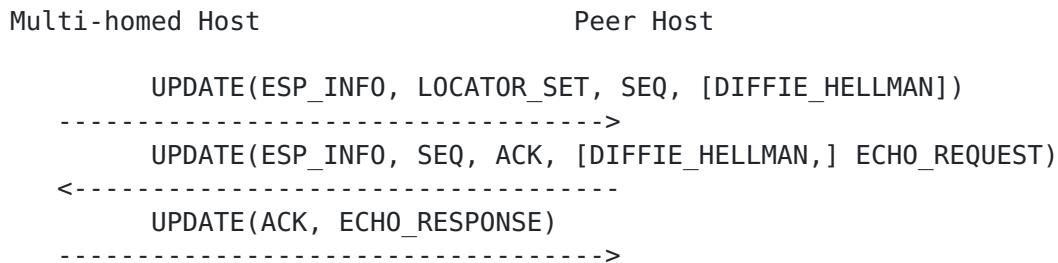 Multi-homed Host                    Peer Host
UPDATE(ESP_INFO, LOCATOR_SET, SEQ, [DIFFIE_HELLMAN])
----------------------------------->
UPDATE(ESP_INFO, SEQ, ACK, [DIFFIE_HELLMAN,] ECHO_REQUEST)
<-----------------------------------
UPDATE(ACK, ECHO_RESPONSE)
----------------------------------->